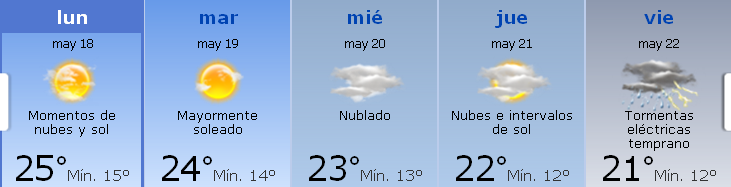 lun
may 18
Momentos de
nubes y sol
25° Mín. 15°
mar
may 19
Mayormente
soleado
24° Mín. 14°
mié
may 20
Nublado
23° Mín. 13°
jue
may 21
Nubes e intervalos
de sol
22° Mín. 12°
vie
may 22
Tormentas
eléctricas
temprano
21° Mín. 12°